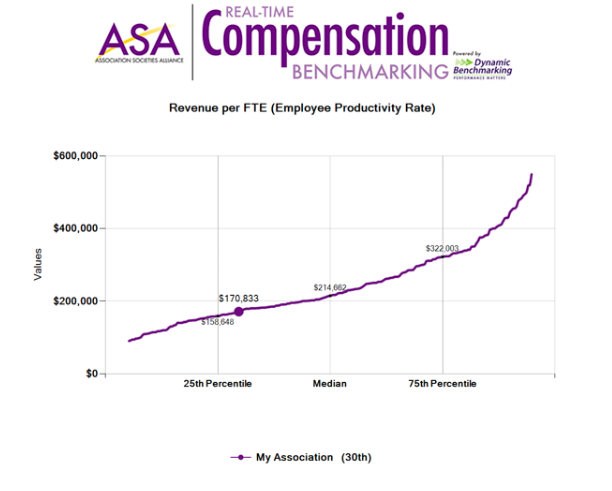 ASA
ASSOCIATION SOCIETIES ALLIANCE
REAL-TIME
Compensation
BENCHMARKING
Powered by
Dynamic
Benchmarking
PERFORMANCE MATTERS
Revenue per FTE (Employee Productivity Rate)
$600,000
$400,000
$200,000
$0
Values
$158,648
$170,833
$214,662
$322,003
25th Percentile
Median
75th Percentile
My Association (30th)